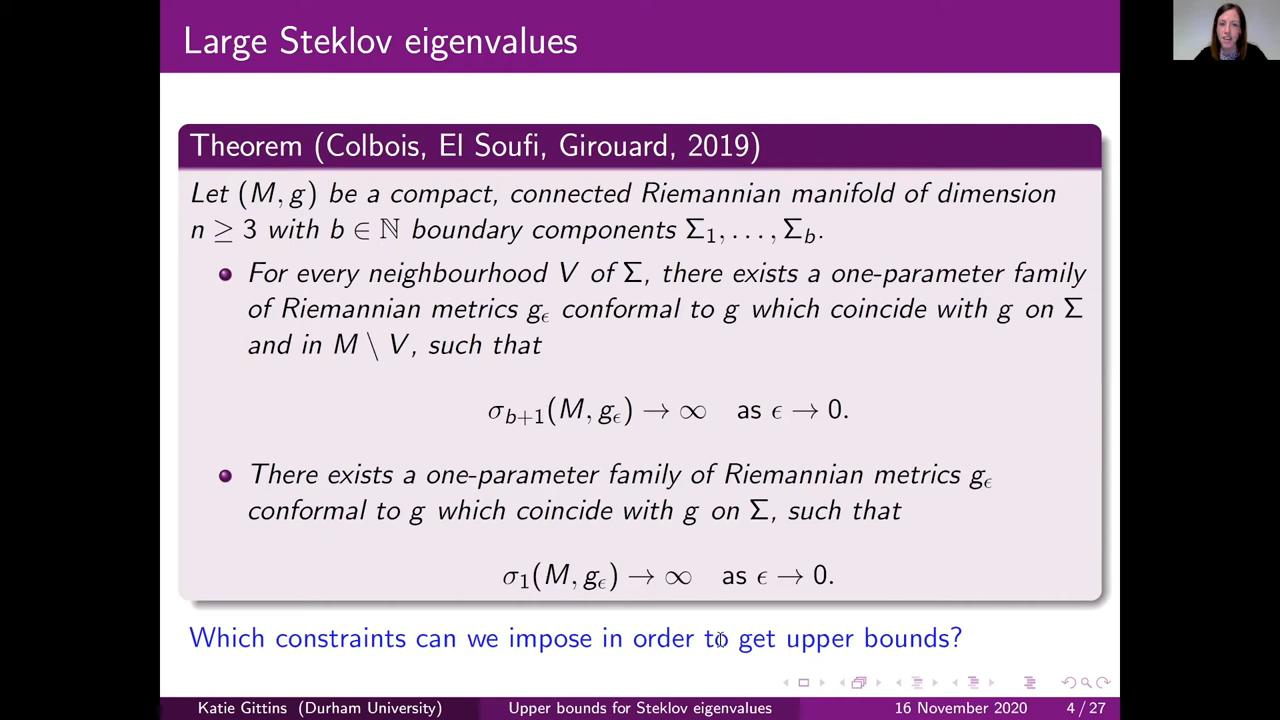 Large Steklov eigenvalues
Theorem (Colbois, El Soufi, Girouard, 2019)
Let (M, g) be a compact, connected Riemannian manifold of dimension
n ≥ 3 with b ∈ ℕ boundary components Σ₁, . . . , Σ_b.
For every neighbourhood V of Σ, there exists a one-parameter family
of Riemannian metrics g_ϵ conformal to g which coincide with g on Σ
and in M \ V, such that
σ_{b+1}(M, g_ϵ) → ∞ as ϵ → 0.
There exists a one-parameter family of Riemannian metrics g_ϵ
conformal to g which coincide with g on Σ, such that
σ₁(M, g_ϵ) → ∞ as ϵ → 0.
Which constraints can we impose in order to get upper bounds?
Katie Gittins (Durham University) Upper bounds for Steklov eigenvalues 16 November 2020 4 / 27